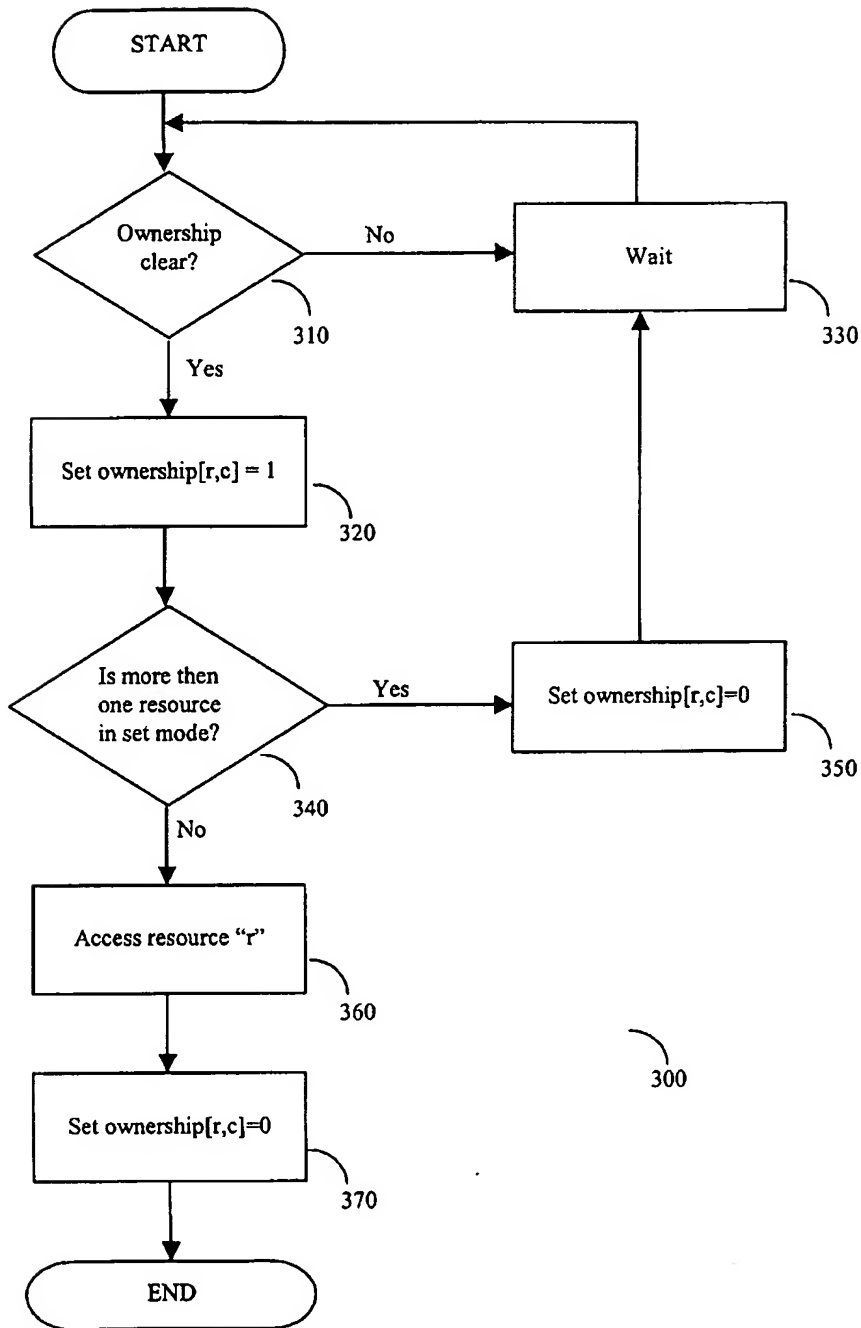 START
Ownership
clear?
No
Wait
310
330
Yes
Set ownership[r,c] = 1
320
Is more then
one resource
in set mode?
Yes
Set ownership[r,c]=0
340
350
No
Access resource “r”
360
300
Set ownership[r,c]=0
370
END